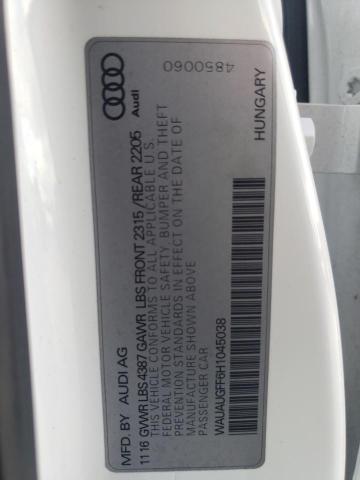 MFD. BY AUDI AG
Audi
1116 GVWR LBS 4387 GAWR LBS FRONT 2315 /REAR 2205
THIS VEHICLE CONFORMS TO ALL APPLICABLE U.S.
FEDERAL MOTOR VEHICLE SAFETY, BUMPER AND THEFT
PREVENTION STANDARDS IN EFFECT ON THE DATE OF
MANUFACTURE SHOWN ABOVE
PASSENGER CAR
4850060
WAUAUGFF6H1045038
HUNGARY